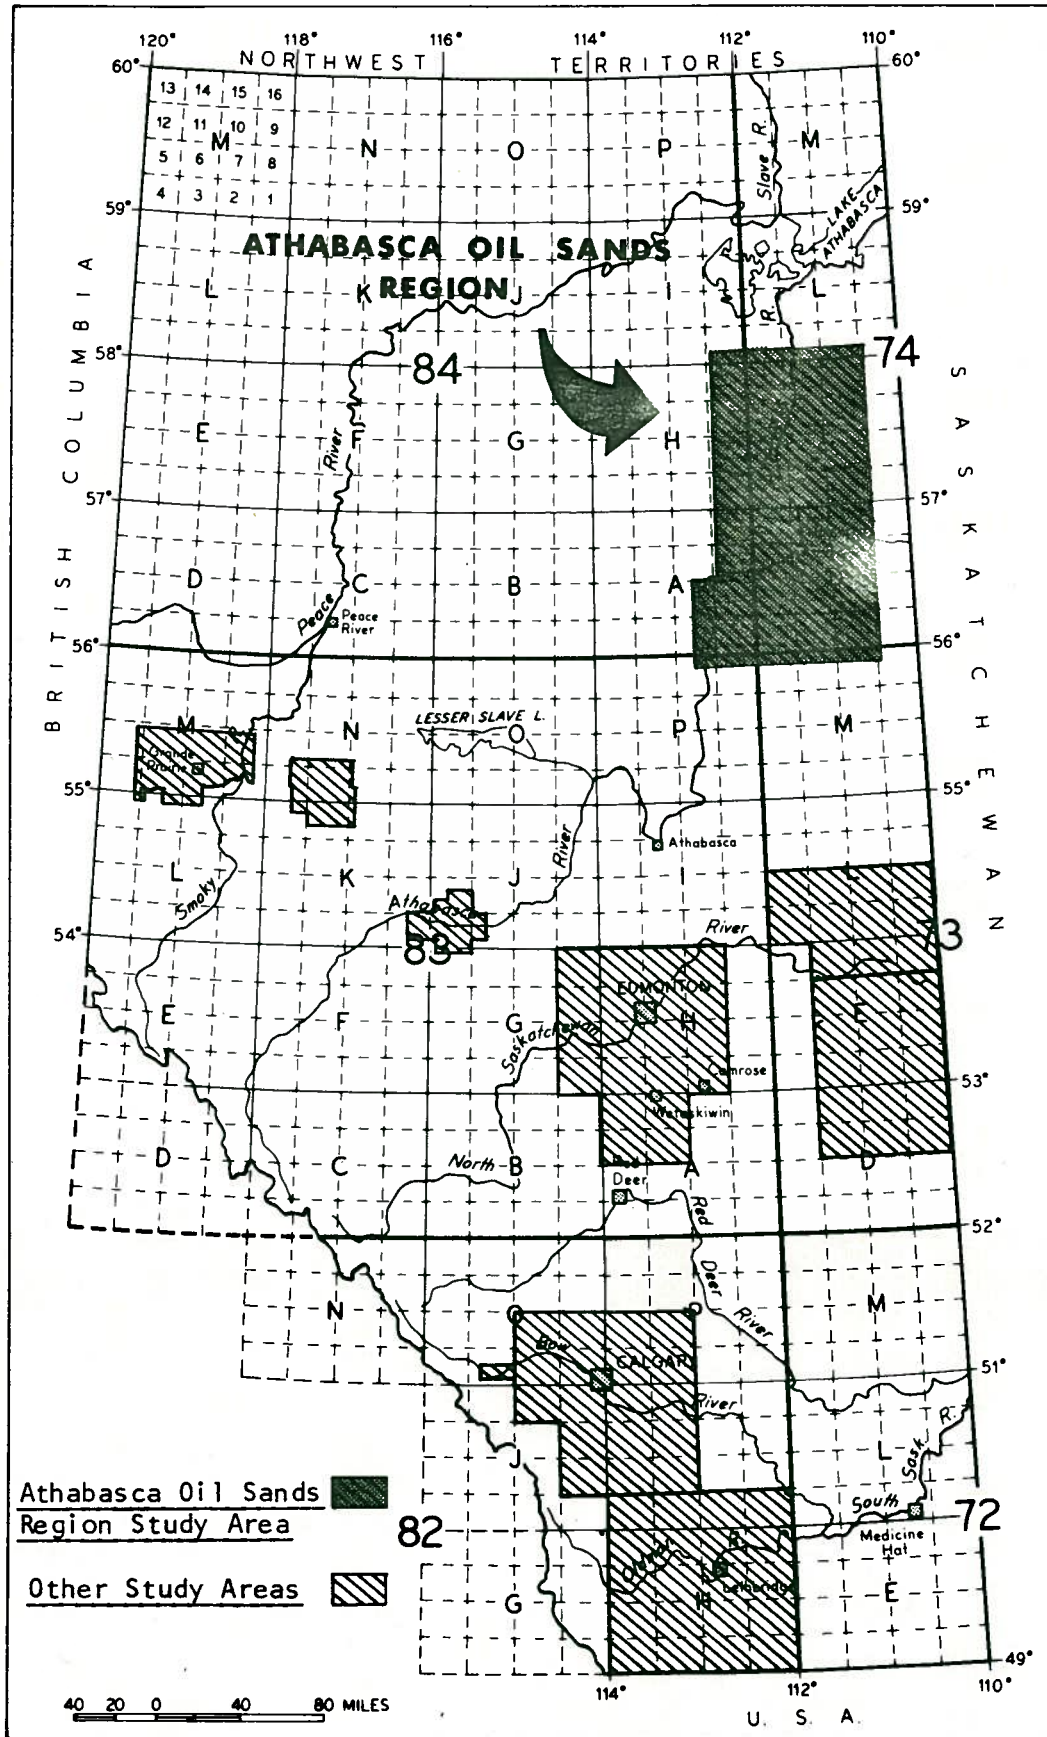 120° 118° 116° 114° 112° 110°
NORTHWEST TERRITORIES
60° 60°
13 14 15 16
12 11 10 9
5 6 7 8
4 3 2 1
M N O P M
Slave R.
59° 59°
LAKE
ATHABASCA
ATHABASCA OIL SANDS
REGION
L K J I L
R.
58° 84 74
BRITISH COLUMBIA
SASKATCHEWAN
E F G H
River
57° 57°
D C B A
Peace
Peace
River
56° 56°
M N O P M
LESSER SLAVE L.
Grande
Prairie
55° 55°
Athabasca
River
L K J I L
Smoky
Athabasca
54° 83 River 73
EDMONTON
E F G H E
Saskatchewan
Camrose
53°
Wetaskiwin
D C B A D
North
Red
Deer
Red
Deer
River
52°
N O P M
Bow
CALGARY
51°
River
J L
R.
Sask
South
Athabasca Oil Sands
Region Study Area
82 72
Medicine
Hat
Oldman R.
Lethbridge
Other Study Areas
G H E
49°
40 20 0 40 80 MILES
114° 112° 110°
U. S. A.